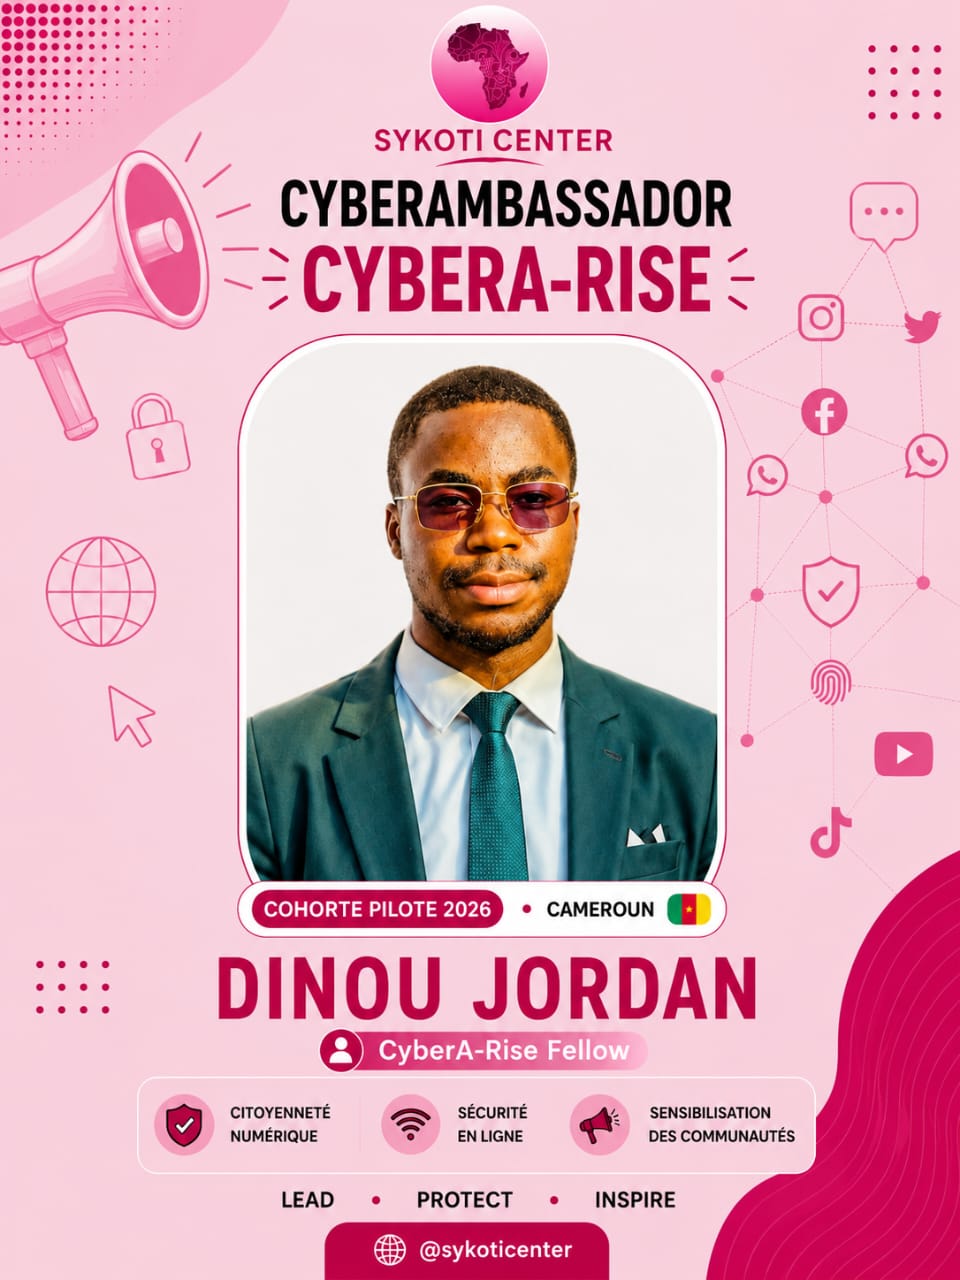 SYKOTI CENTER
CYBERAMBASSADOR
CYBERA-RISE
COHORTE PILOTE 2026 • CAMEROUN
DINOU JORDAN
CyberA-Rise Fellow
CITOYENNETÉ
NUMÉRIQUE
SÉCURITÉ
EN LIGNE
SENSIBILISATION
DES COMMUNAUTÉS
LEAD • PROTECT • INSPIRE
@sykoticenter